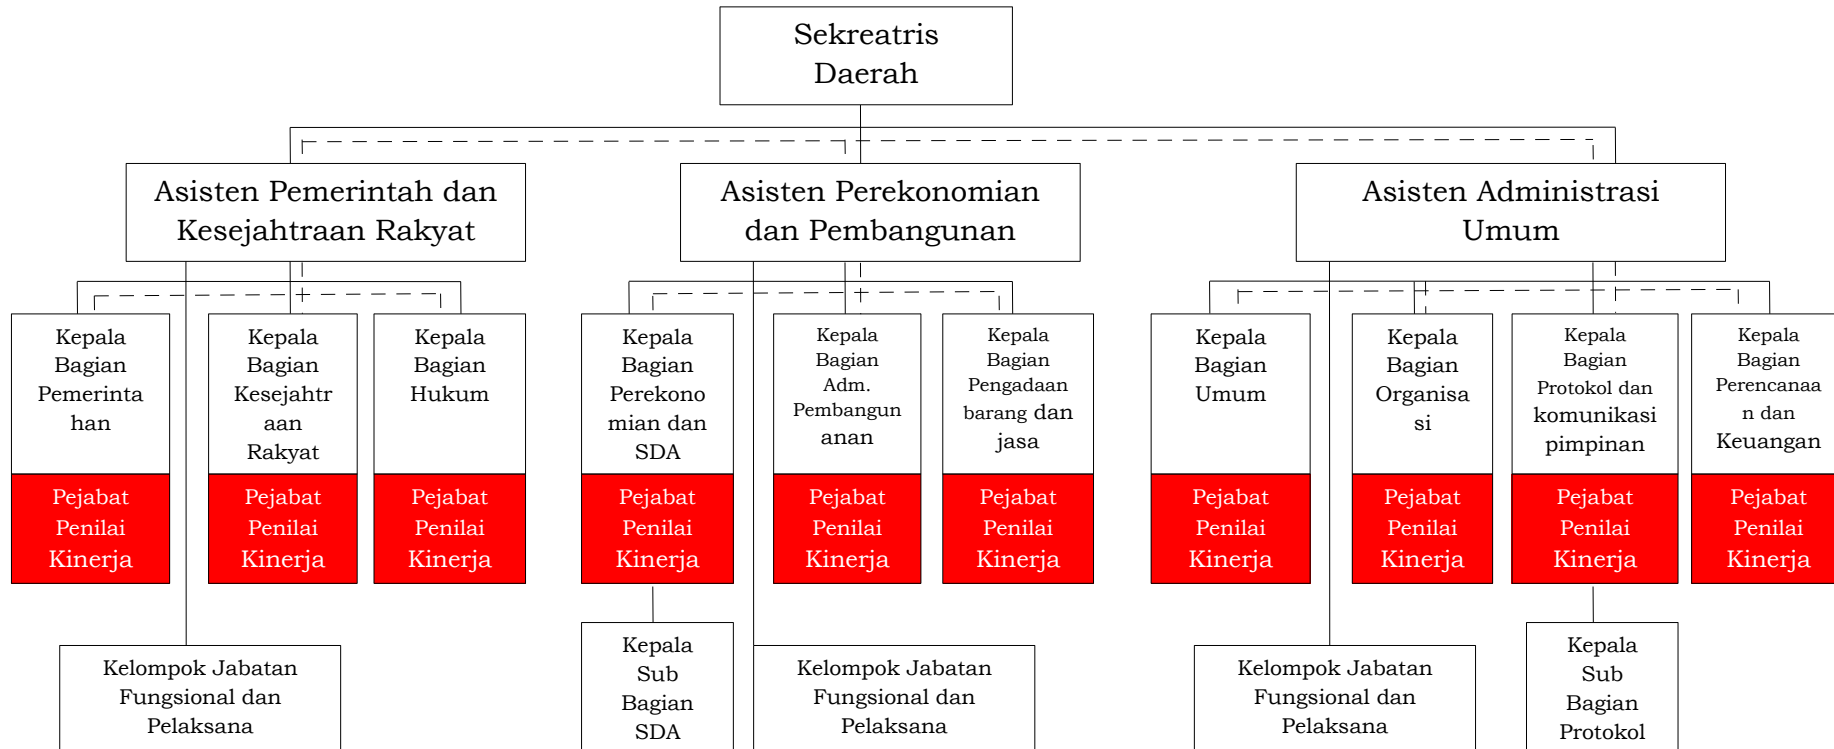 Sekreatris
Daerah
Asisten Pemerintah dan
Kesejahtraan Rakyat
Asisten Perekonomian
dan Pembangunan
Asisten Administrasi
Umum
Kepala
Bagian
Pemerinta
han
Kepala
Bagian
Kesejahtr
aan
Rakyat
Kepala
Bagian
Hukum
Kepala
Bagian
Perekono
mian dan
SDA
Kepala
Bagian
Adm.
Pembangun
anan
Kepala
Bagian
Pengadaan
barang dan
jasa
Kepala
Bagian
Umum
Kepala
Bagian
Organisa
si
Kepala
Bagian
Protokol dan
komunikasi
pimpinan
Kepala
Bagian
Perencanaa
n dan
Keuangan
Pejabat
Penilai
Kinerja
Pejabat
Penilai
Kinerja
Pejabat
Penilai
Kinerja
Pejabat
Penilai
Kinerja
Pejabat
Penilai
Kinerja
Pejabat
Penilai
Kinerja
Pejabat
Penilai
Kinerja
Pejabat
Penilai
Kinerja
Pejabat
Penilai
Kinerja
Pejabat
Penilai
Kinerja
Kelompok Jabatan
Fungsional dan
Pelaksana
Kepala
Sub
Bagian
SDA
Kelompok Jabatan
Fungsional dan
Pelaksana
Kelompok Jabatan
Fungsional dan
Pelaksana
Kepala
Sub
Bagian
Protokol